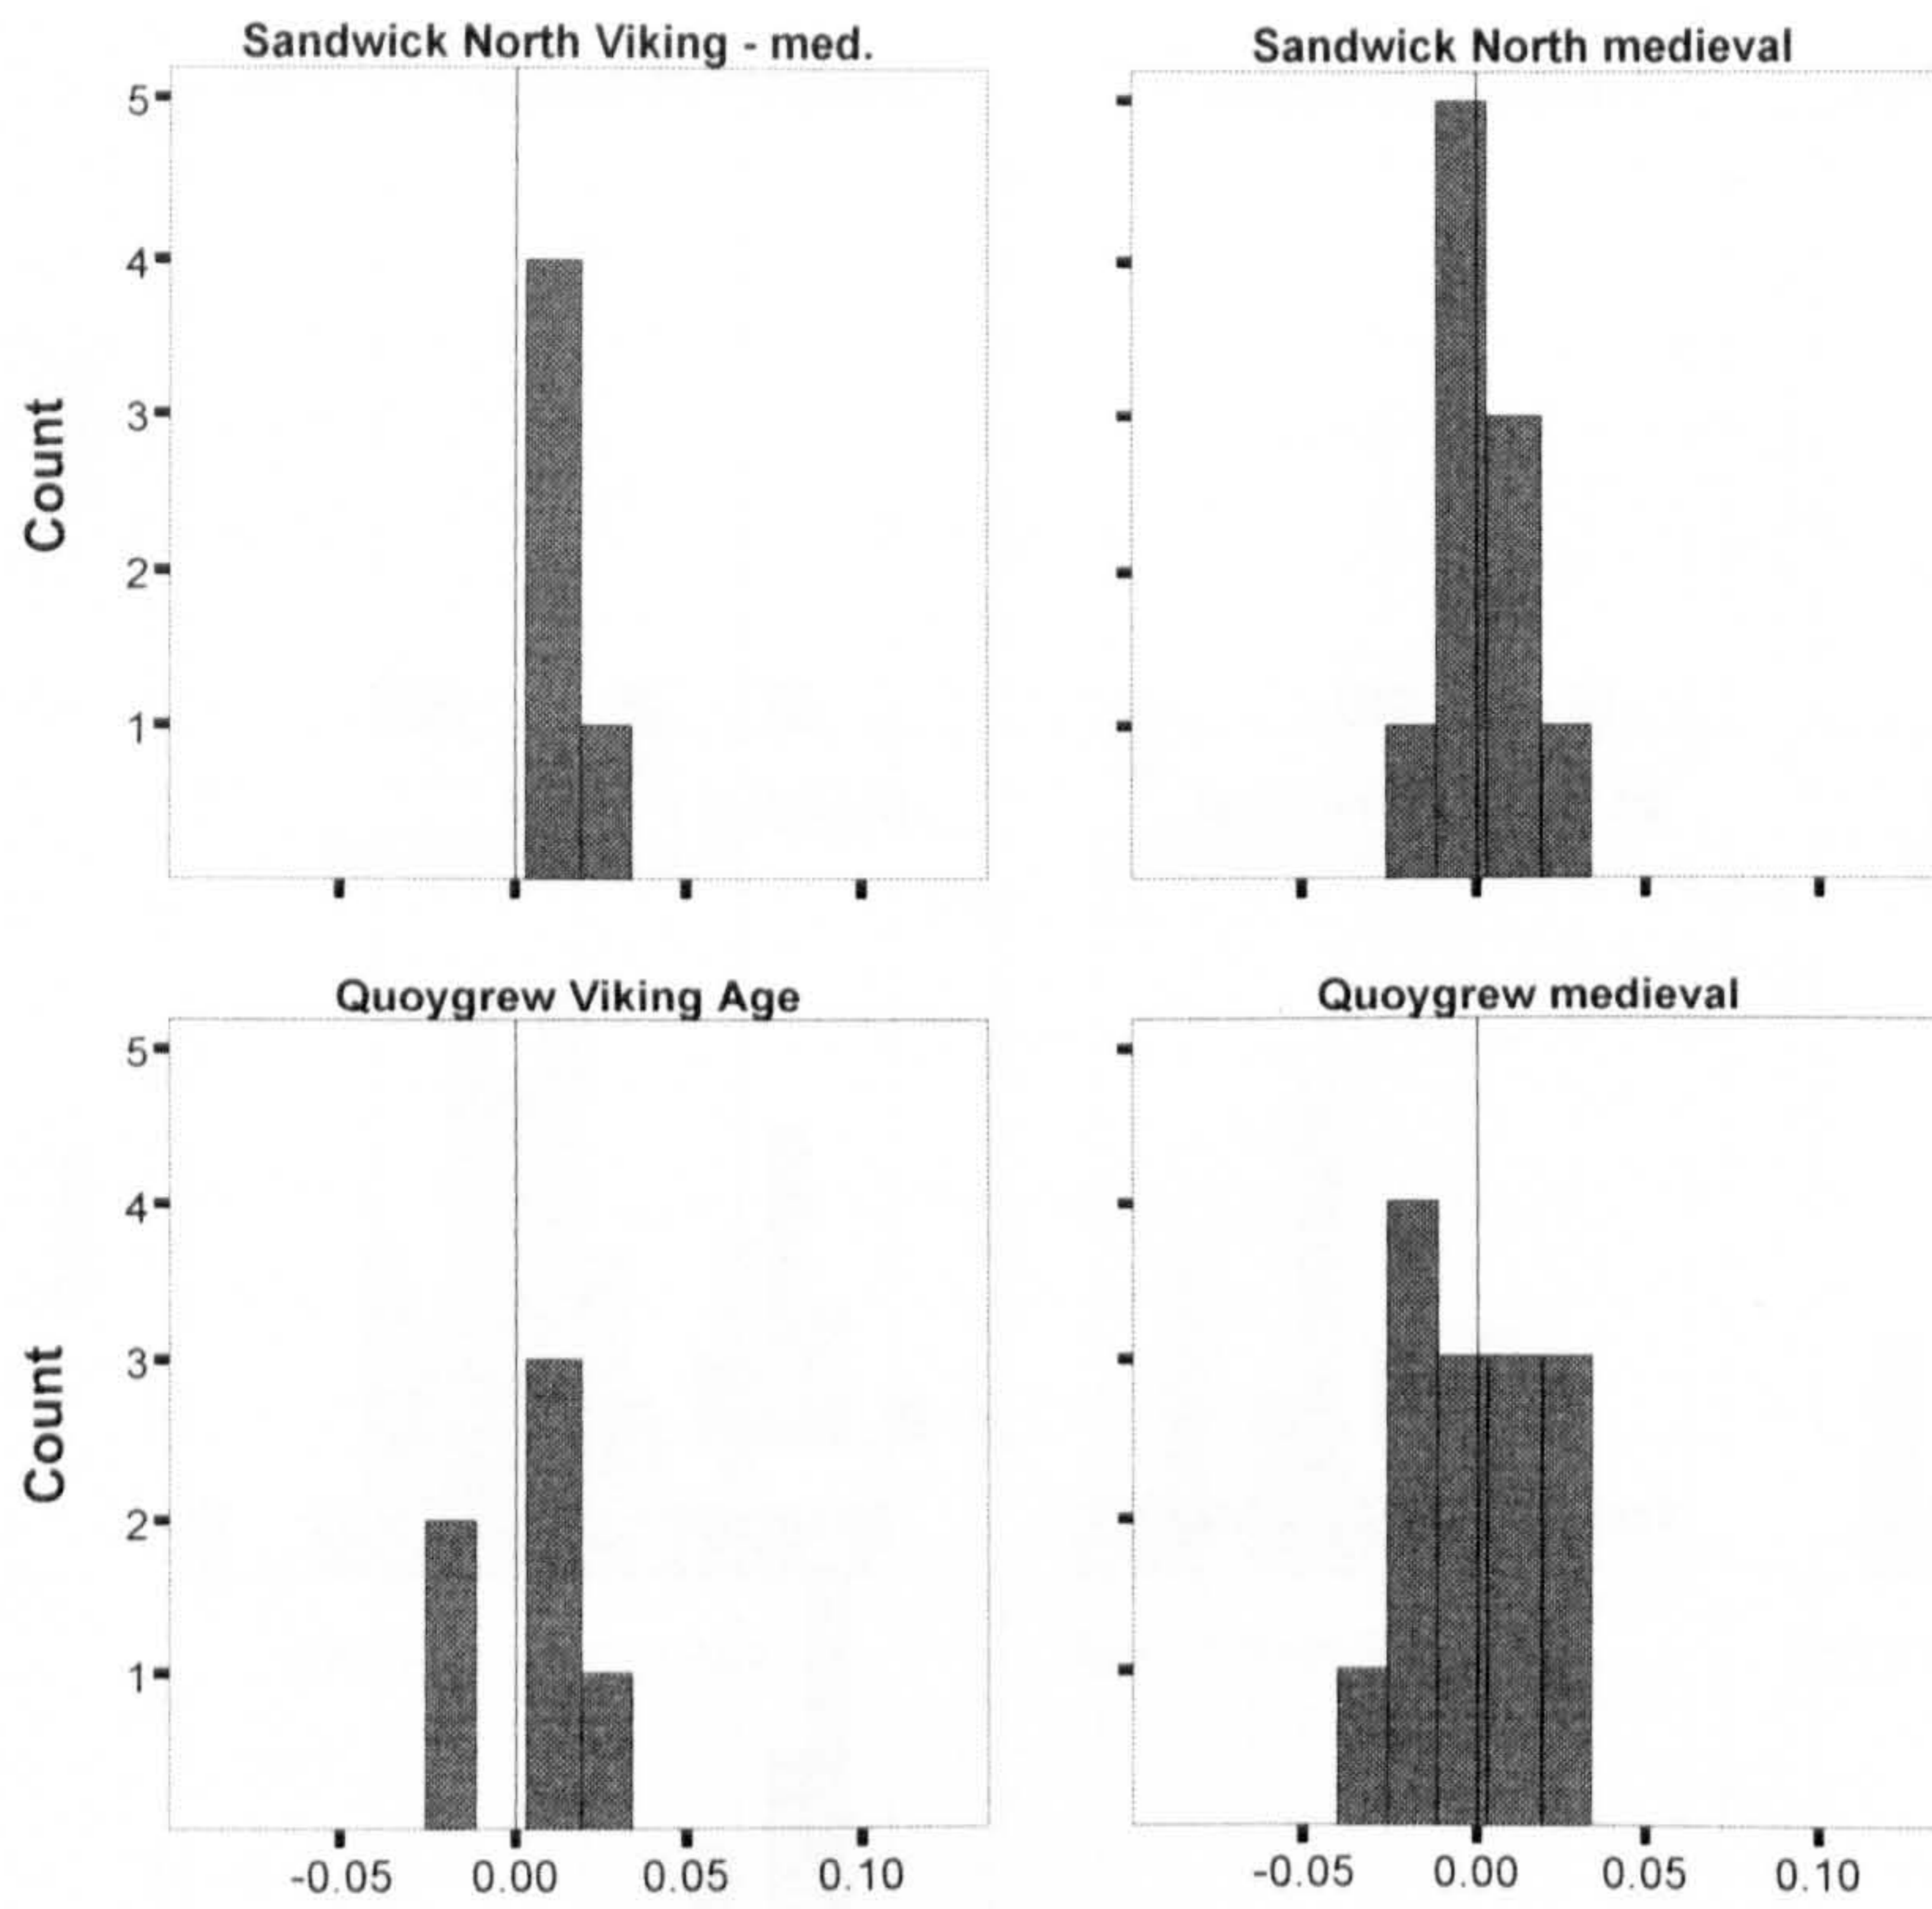 Sandwick North Viking - med.
Sandwick North medieval
5
4
3
2
1
Count
Quoygrew Viking Age
Quoygrew medieval
5
4
3
2
1
Count
-0.05 0.00 0.05 0.10
-0.05 0.00 0.05 0.10